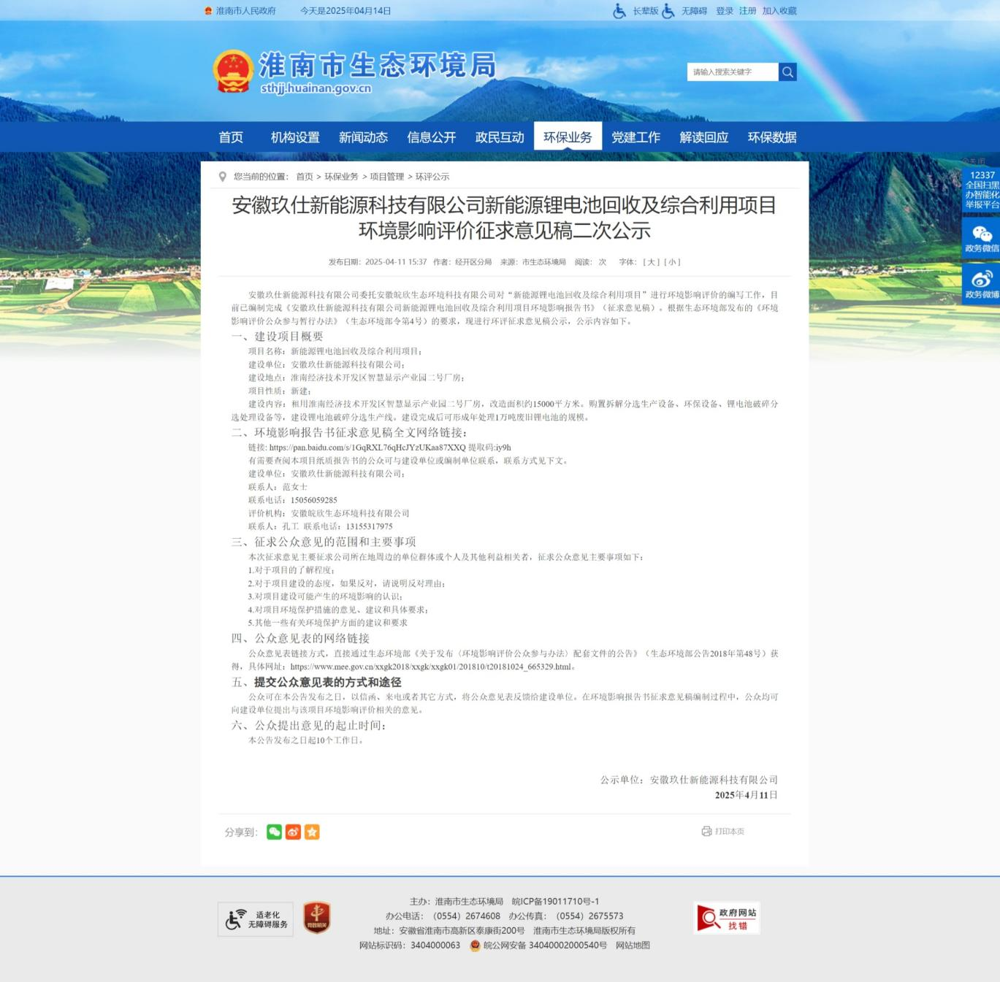 淮南市人民政府 今天是2025年04月14日 长辈版 无障碍 登录 注册 加入收藏
淮南市生态环境局
sthjj.huainan.gov.cn
请输入搜索关键字
首页 机构设置 新闻动态 信息公开 政民互动 环保业务 党建工作 解读回应 环保数据
您当前的位置： 首页 > 环保业务 > 项目管理 > 环评公示
12337
全国扫黑
办智能化
举报平台
政务微信
政务微博
安徽玖仕新能源科技有限公司新能源锂电池回收及综合利用项目
环境影响评价征求意见稿二次公示
发布日期：2025-04-11 15:37 作者：经开区分局 来源：市生态环境局 阅读： 次 字体：[ 大 ] [ 小 ]
安徽玖仕新能源科技有限公司委托安徽皖欣生态环境科技有限公司对“新能源锂电池回收及综合利用项目”进行环境影响评价的编写工作，目
前已编制完成《安徽玖仕新能源科技有限公司新能源锂电池回收及综合利用项目环境影响报告书》（征求意见稿）。根据生态环境部发布的《环境
影响评价公众参与暂行办法》（生态环境部令第4号）的要求，现进行环评征求意见稿公示，公示内容如下。
一、建设项目概要
项目名称：新能源锂电池回收及综合利用项目；
建设单位：安徽玖仕新能源科技有限公司；
建设地点：淮南经济技术开发区智慧显示产业园二号厂房；
项目性质：新建；
建设内容：租用淮南经济技术开发区智慧显示产业园二号厂房，改造面积约15000平方米。购置拆解分选生产设备、环保设备、锂电池破碎分
选处理设备等，建设锂电池破碎分选生产线。建设完成后可形成年处理1万吨废旧锂电池的规模。
二、环境影响报告书征求意见稿全文网络链接：
链接: https://pan.baidu.com/s/1GqRXL76qHcJYzUKaa87XXQ 提取码:iy9h
有需要查阅本项目纸质报告书的公众可与建设单位或编制单位联系，联系方式见下文。
建设单位：安徽玖仕新能源科技有限公司；
联系人：范女士
联系电话：15056059285
评价机构：安徽皖欣生态环境科技有限公司
联系人：孔工 联系电话：13155317975
三、征求公众意见的范围和主要事项
本次征求意见主要征求公司所在地周边的单位群体或个人及其他利益相关者，征求公众意见主要事项如下：
1.对于项目的了解程度；
2.对于项目建设的态度，如果反对，请说明反对理由；
3.对项目建设可能产生的环境影响的认识；
4.对项目环境保护措施的意见、建议和具体要求；
5.其他一些有关环境保护方面的建议和要求
四、公众意见表的网络链接
公众意见表链接方式，直接通过生态环境部《关于发布〈环境影响评价公众参与办法〉配套文件的公告》（生态环境部公告2018年第48号）获
得，具体网址：https://www.mee.gov.cn/xxgk2018/xxgk/xxgk01/201810/t20181024_665329.html。
五、提交公众意见表的方式和途径
公众可在本公告发布之日，以信函、来电或者其它方式，将公众意见表反馈给建设单位。在环境影响报告书征求意见稿编制过程中，公众均可
向建设单位提出与该项目环境影响评价相关的意见。
六、公众提出意见的起止时间：
本公告发布之日起10个工作日。
公示单位：安徽玖仕新能源科技有限公司
2025年4月11日
分享到： 打印本页
适老化
无障碍服务
党政机关
主办：淮南市生态环境局 皖ICP备19011710号-1
办公电话：（0554）2674608 办公传真：（0554）2675573
地址：安徽省淮南市高新区泰康街200号 淮南市生态环境局版权所有
网站标识码：3404000063 皖公网安备 34040002000540号 网站地图
政府网站
找错